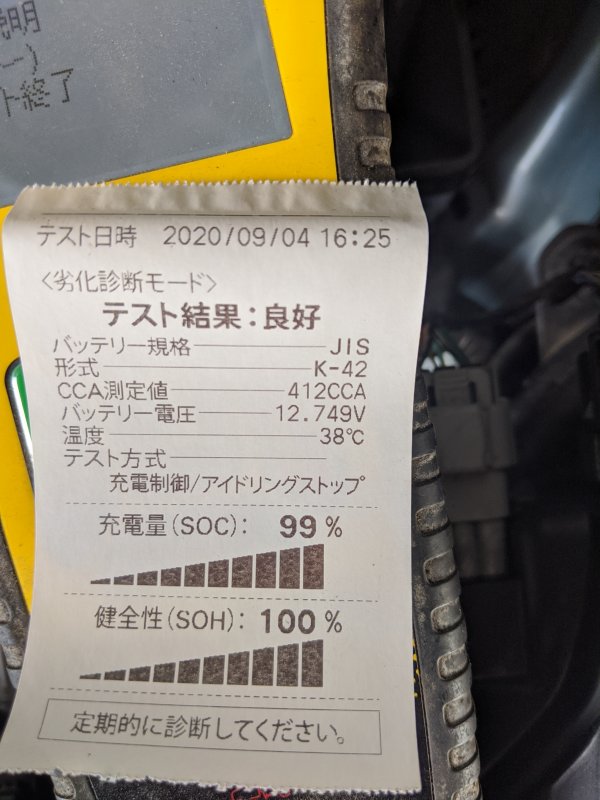 明
ー)
ト終了
テスト日時 2020/09/04 16:25
<劣化診断モード>
テスト結果:良好
バッテリー規格 JIS
形式 K-42
CCA測定値 412CCA
バッテリー電圧 12.749V
温度 38℃
テスト方式
充電制御/アイドリングストップ
充電量(SOC): 99 %
健全性(SOH): 100 %
定期的に診断してください。